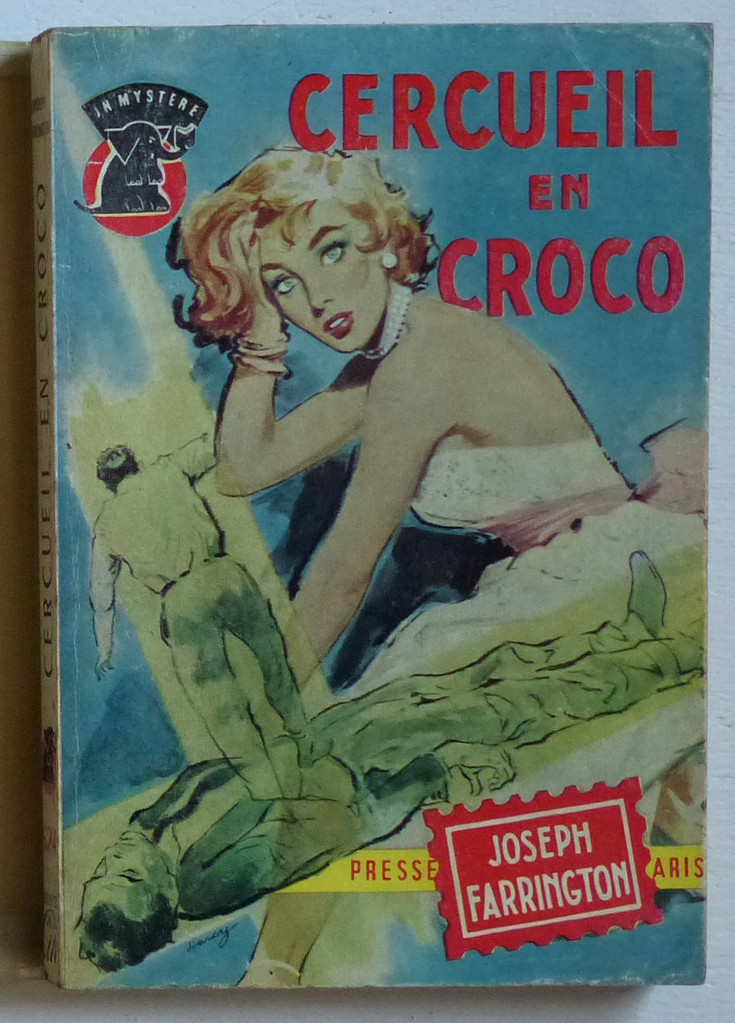 UN MYSTERE
CERCUEIL
EN
CROCO
CERCUEIL EN CROCO
PRESSE
ARIS
JOSEPH
FARRINGTON